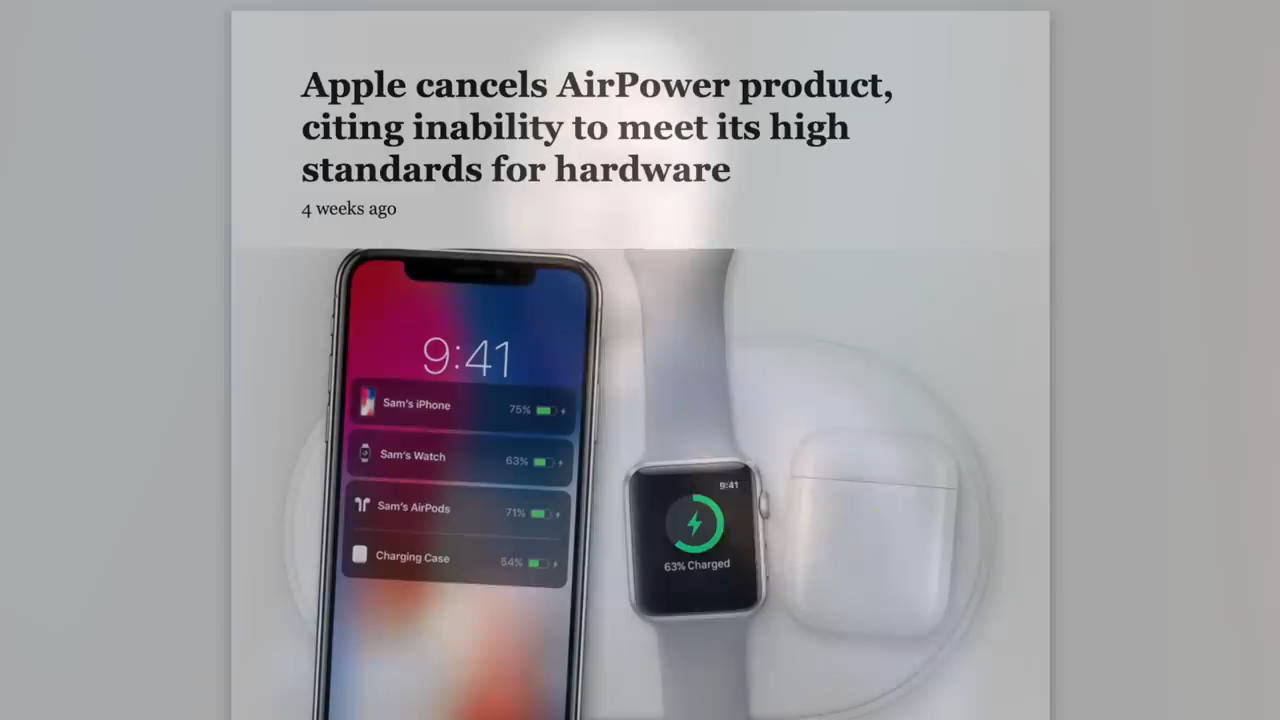 Apple cancels AirPower product,
citing inability to meet its high
standards for hardware
4 weeks ago
9:41
Sam's iPhone 75%
Sam's Watch 63%
Sam's AirPods 71%
Charging Case 54%
9:41
63% Charged